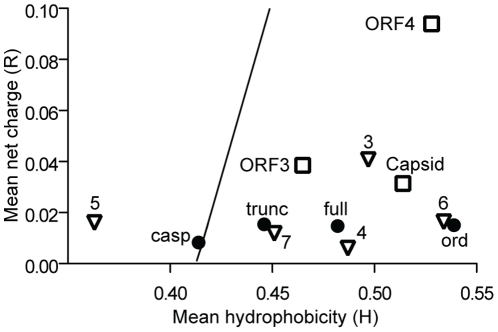 0.10
ORF4
0.08
Mean net charge (R)
0.06
3
0.04
ORF3
Capsid
5
0.02
trunc
full
6
casp
7
4
ord
0.00
0.40
0.45
0.50
0.55
Mean hydrophobicity (H)